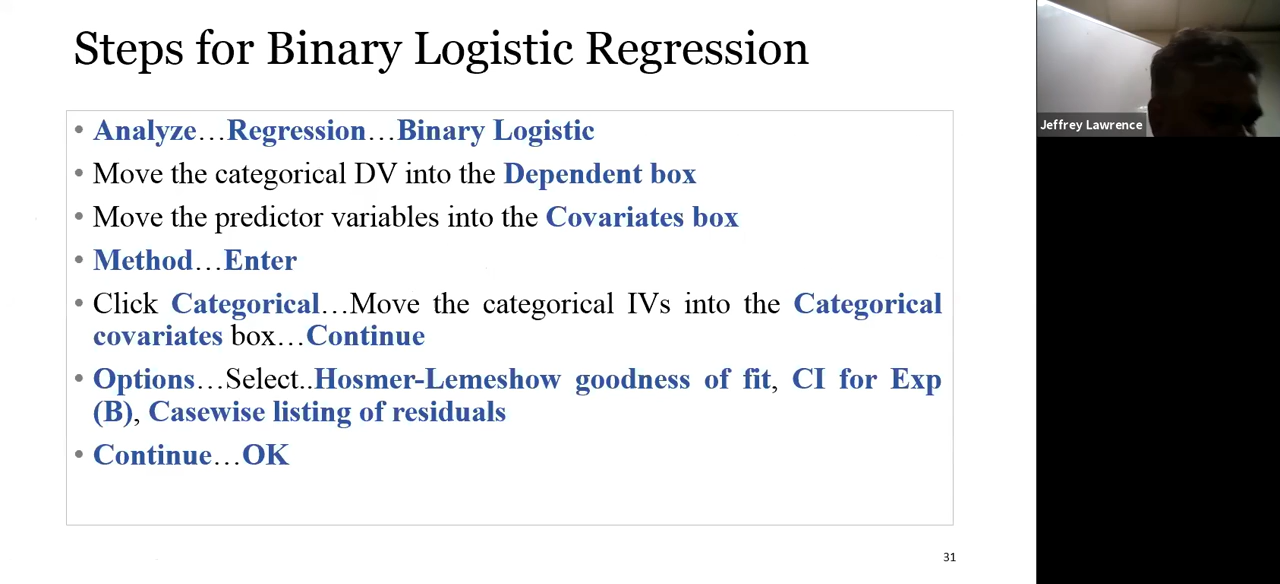 Steps for Binary Logistic Regression
• Analyze…Regression…Binary Logistic
• Move the categorical DV into the Dependent box
• Move the predictor variables into the Covariates box
• Method…Enter
• Click Categorical…Move the categorical IVs into the Categorical
covariates box…Continue
• Options…Select..Hosmer-Lemeshow goodness of fit, CI for Exp
(B), Casewise listing of residuals
• Continue…OK
31
Jeffrey Lawrence